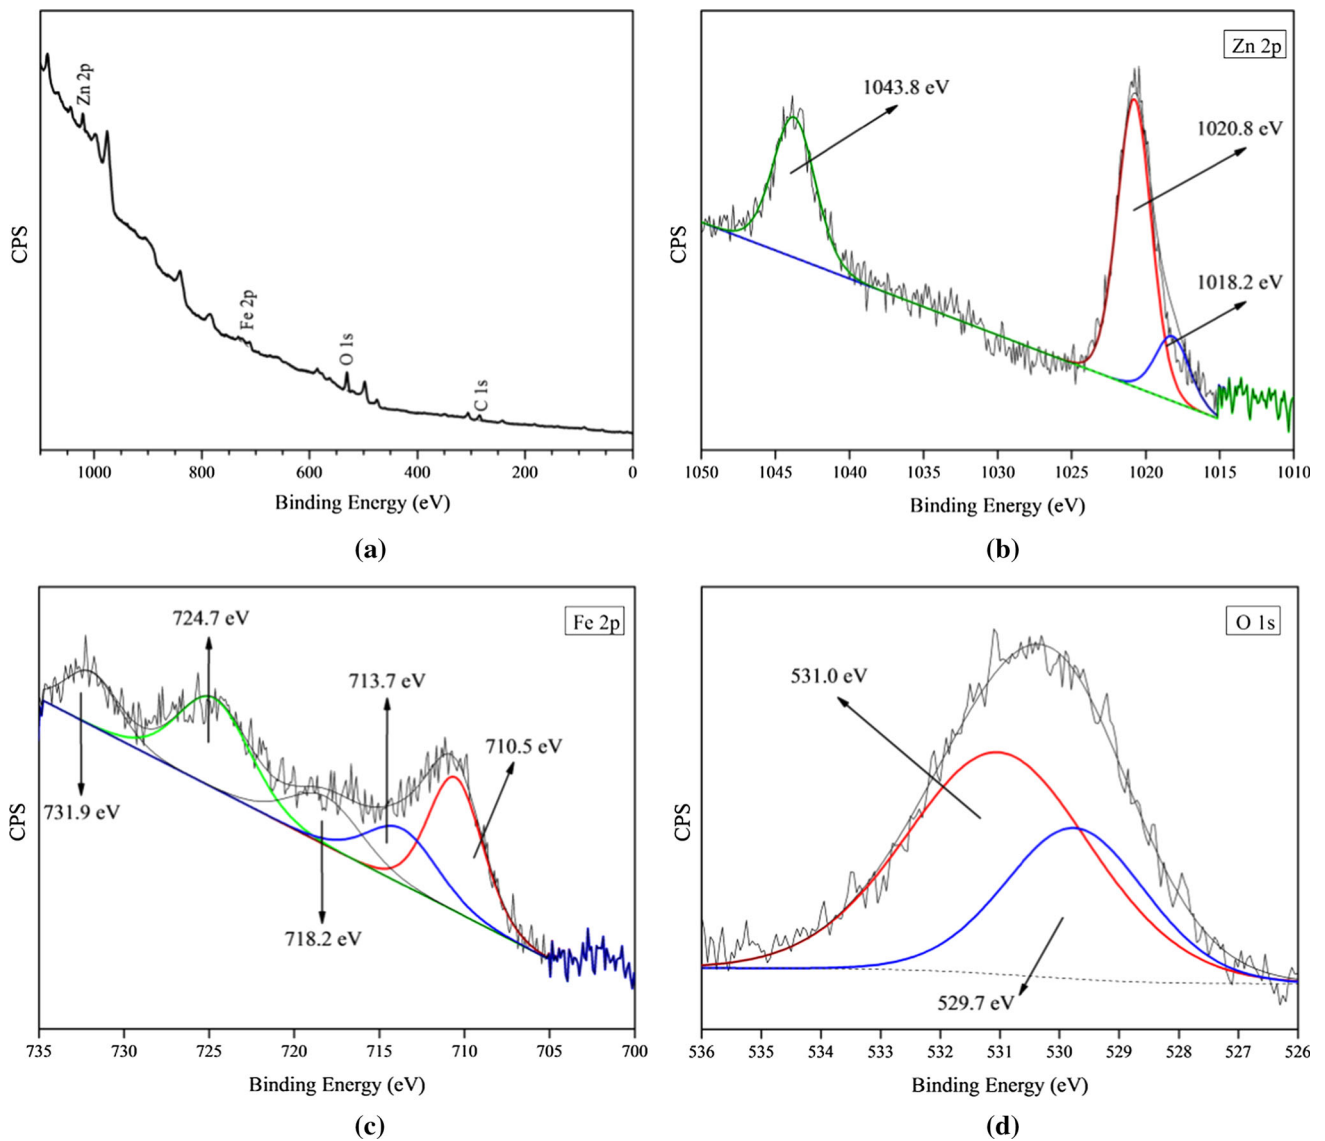 CPS
Zn 2p
Fe 2p
O 1s
C 1s
1000 800 600 400 200 0
Binding Energy (eV)
(a)
CPS
Zn 2p
1043.8 eV
1020.8 eV
1018.2 eV
1050 1045 1040 1035 1030 1025 1020 1015 1010
Binding Energy (eV)
(b)
CPS
Fe 2p
724.7 eV
713.7 eV
710.5 eV
731.9 eV
718.2 eV
735 730 725 720 715 710 705 700
Binding Energy (eV)
(c)
CPS
O 1s
531.0 eV
529.7 eV
536 535 534 533 532 531 530 529 528 527 526
Binding Energy (eV)
(d)